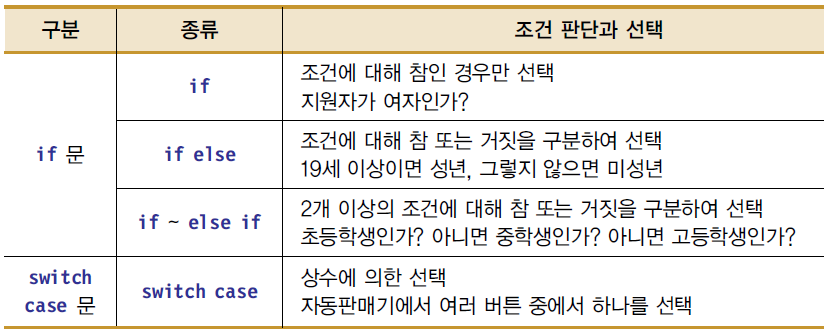 구분 종류 조건 판단과 선택
if 문
if
조건에 대해 참인 경우만 선택
지원자가 여자인가?
if else
조건에 대해 참 또는 거짓을 구분하여 선택
19세 이상이면 성년, 그렇지 않으면 미성년
if ~ else if
2개 이상의 조건에 대해 참 또는 거짓을 구분하여 선택
초등학생인가? 아니면 중학생인가? 아니면 고등학생인가?
switch
case 문
switch case
상수에 의한 선택
자동판매기에서 여러 버튼 중에서 하나를 선택